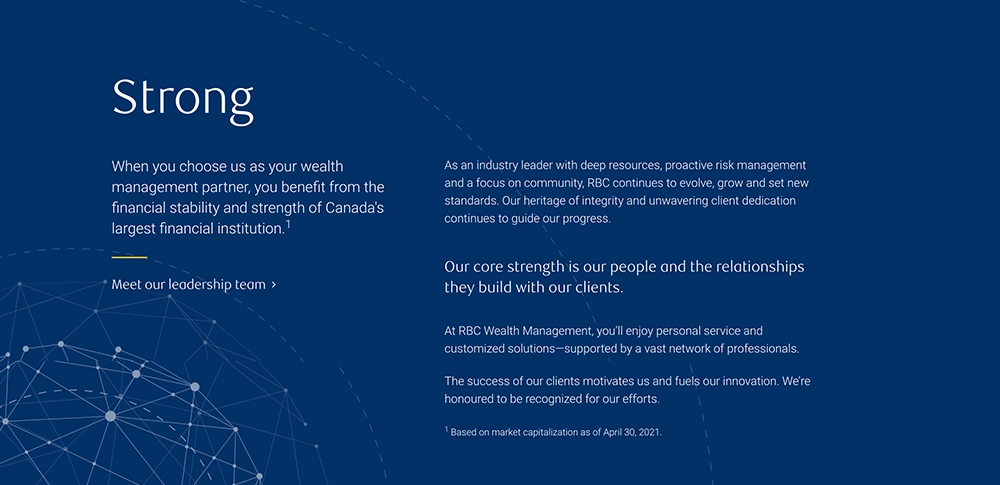 Strong
When you choose us as your wealth
management partner, you benefit from the
financial stability and strength of Canada's
largest financial institution.¹
Meet our leadership team ›
As an industry leader with deep resources, proactive risk management
and a focus on community, RBC continues to evolve, grow and set new
standards. Our heritage of integrity and unwavering client dedication
continues to guide our progress.
Our core strength is our people and the relationships
they build with our clients.
At RBC Wealth Management, you’ll enjoy personal service and
customized solutions—supported by a vast network of professionals.
The success of our clients motivates us and fuels our innovation. We’re
honoured to be recognized for our efforts.
¹ Based on market capitalization as of April 30, 2021.